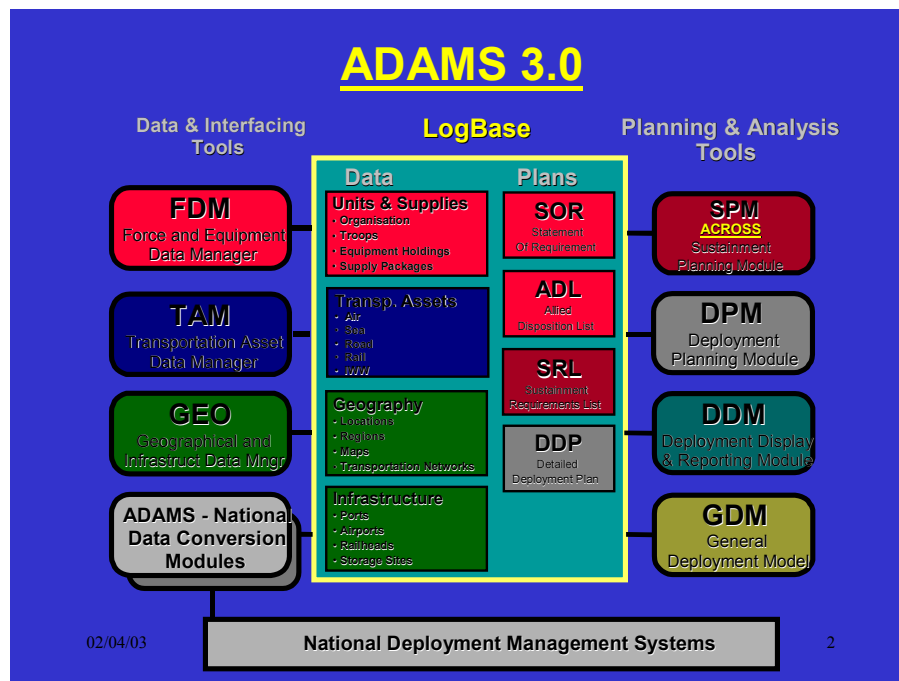 ADAMS 3.0
Data & Interfacing
Tools
LogBase
Planning & Analysis
Tools
FDM
Force and Equipment
Data Manager
TAM
Transportation Asset
Data Manager
GEO
Geographical and
Infrastruct Data Mngr
ADAMS - National
Data Conversion
Modules
Data
Units & Supplies
• Organisation
• Troops
• Equipment Holdings
• Supply Packages
Transp. Assets
• Air
• Sea
• Road
• Rail
• IWW
Geography
• Locations
• Regions
• Maps
• Transportation Networks
Infrastructure
• Ports
• Airports
• Railheads
• Storage Sites
Plans
SOR
Statement
Of Requirement
ADL
Allied
Disposition List
SRL
Sustainment
Requirements List
DDP
Detailed
Deployment Plan
SPM
ACROSS
Sustainment
Planning Module
DPM
Deployment
Planning Module
DDM
Deployment Display
& Reporting Module
GDM
General
Deployment Model
02/04/03
National Deployment Management Systems
2